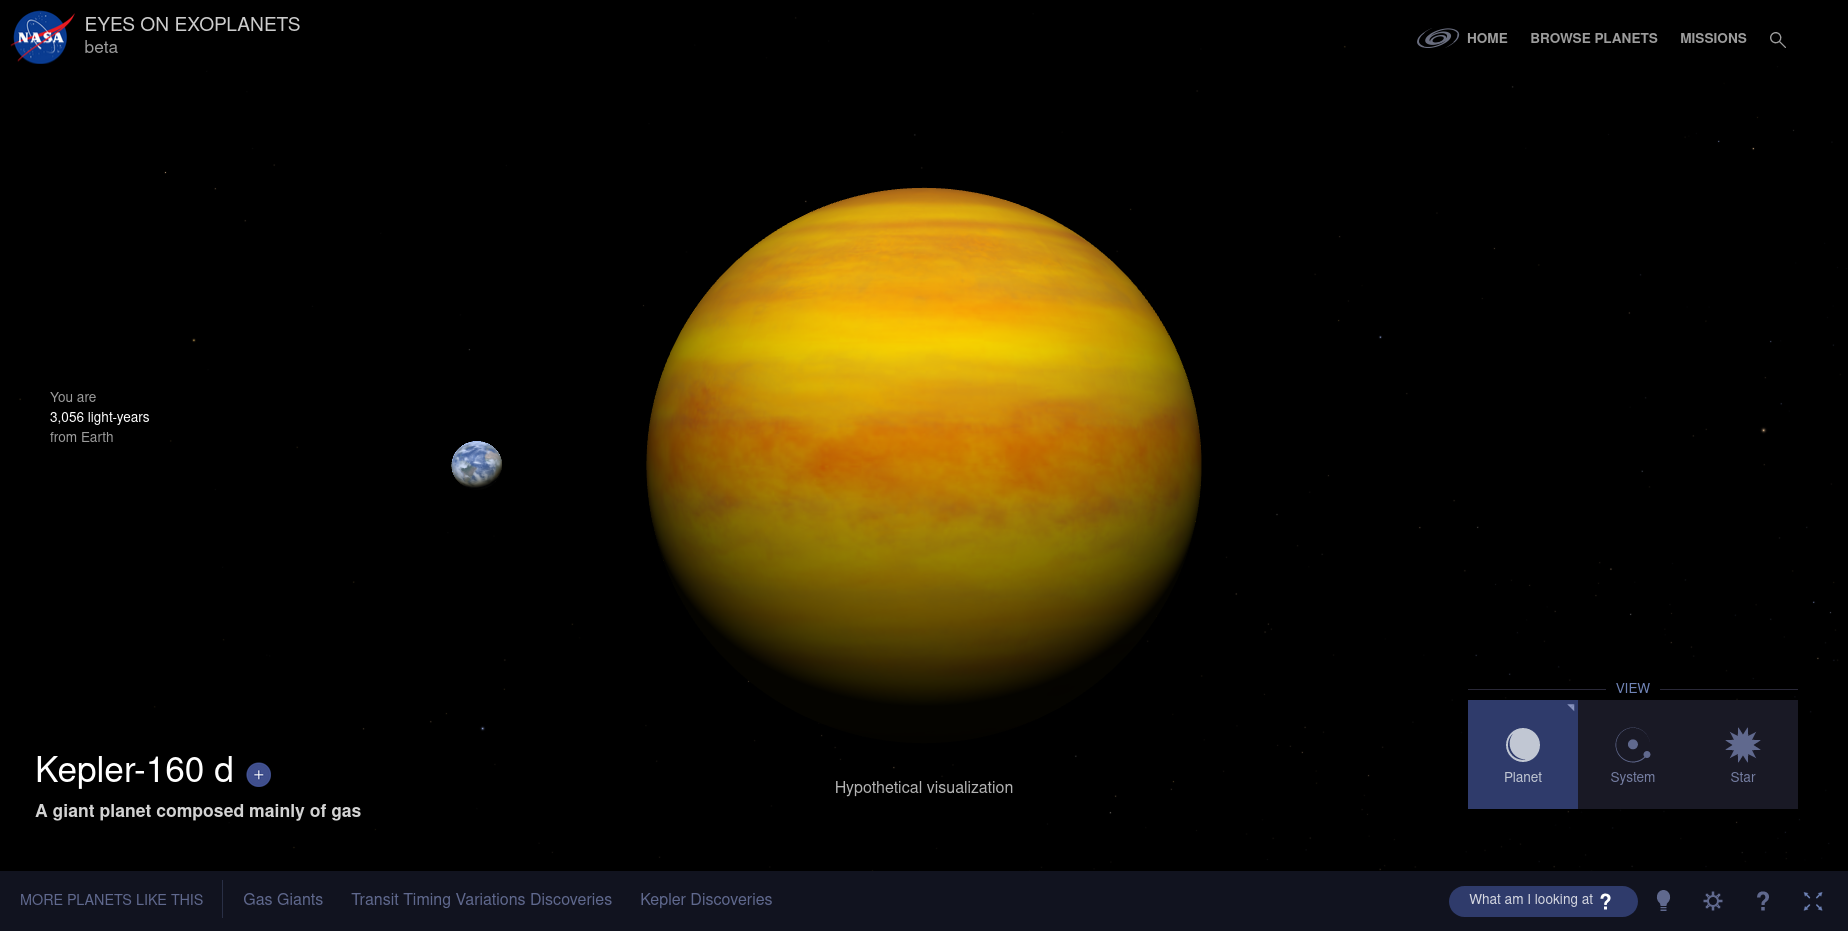 NASA
EYES ON EXOPLANETS
beta
HOME
BROWSE PLANETS
MISSIONS
You are
3,056 light-years
from Earth
VIEW
Planet
System
Star
Kepler-160 d +
A giant planet composed mainly of gas
Hypothetical visualization
MORE PLANETS LIKE THIS
Gas Giants
Transit Timing Variations Discoveries
Kepler Discoveries
What am I looking at ?
?